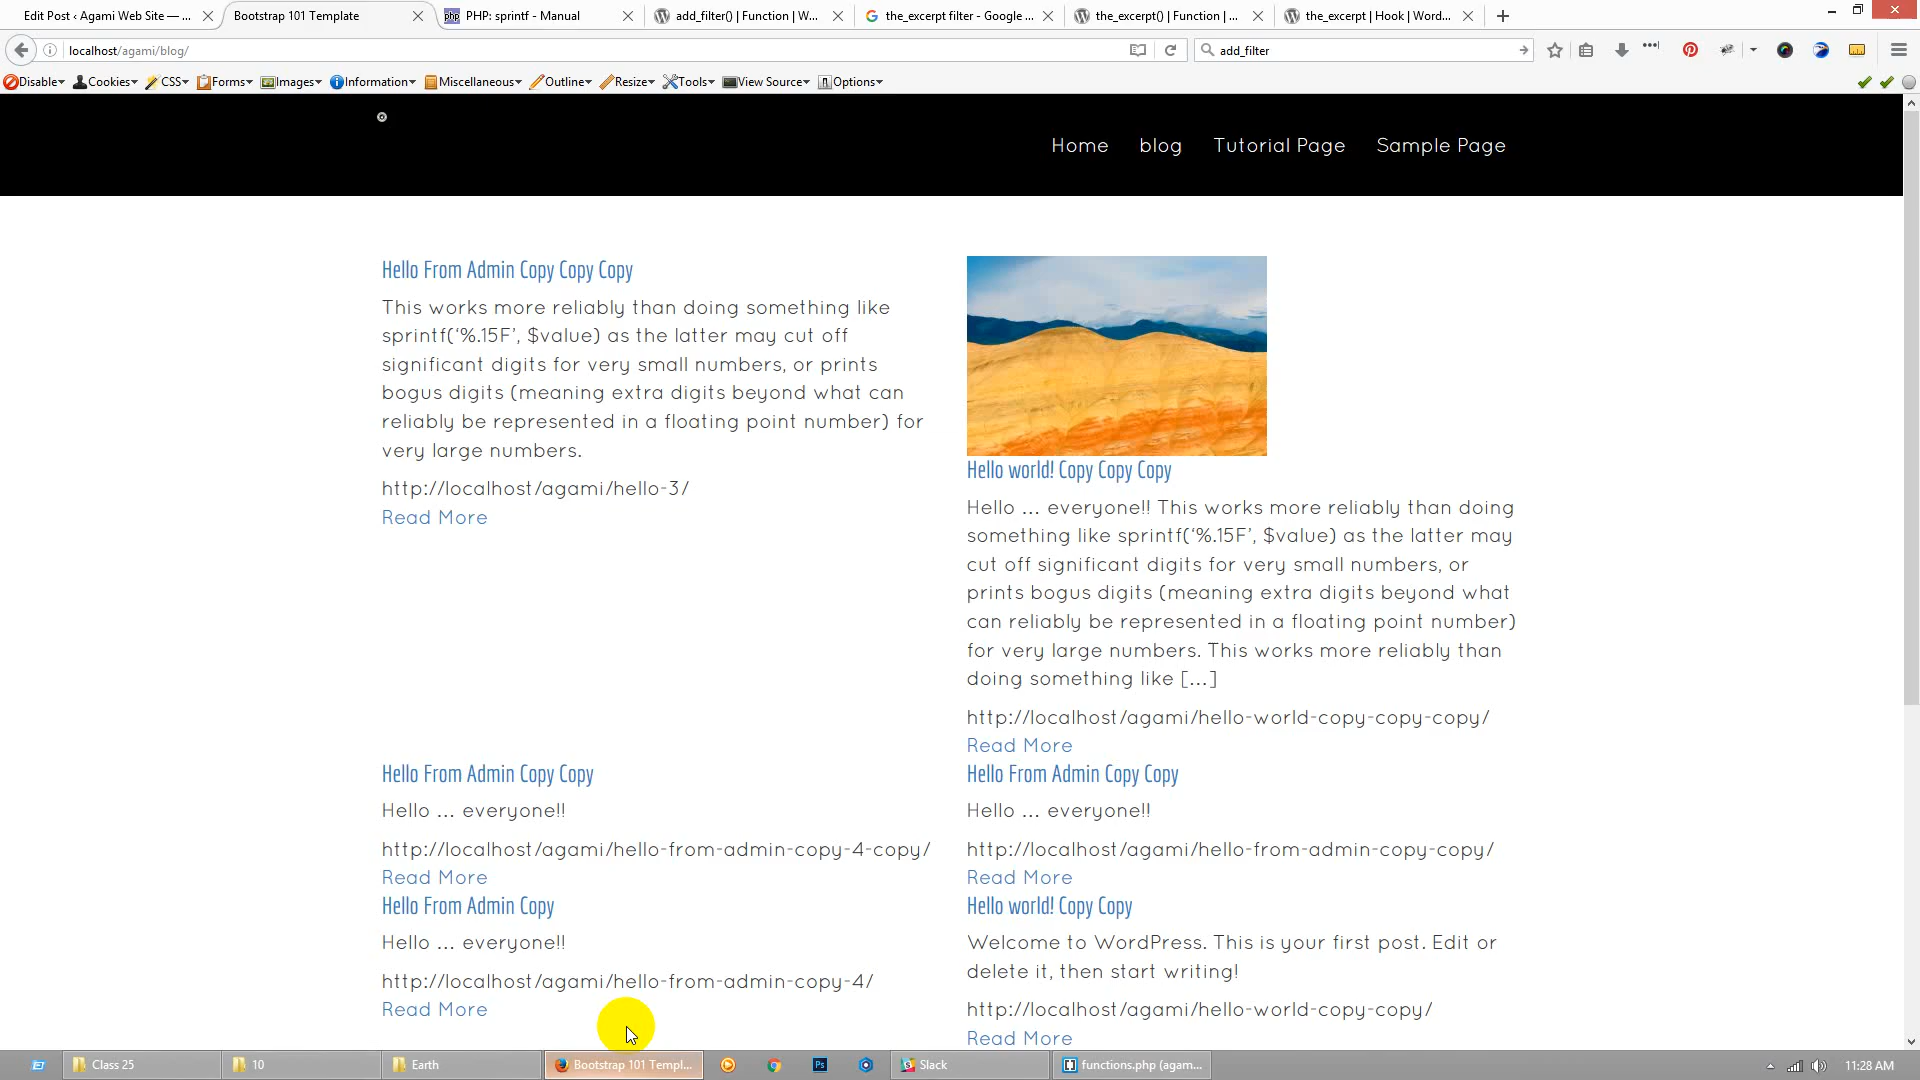 Edit Post ‹ Agami Web Site — ...
Bootstrap 101 Template
php PHP: sprintf - Manual
add_filter() | Function | W...
the_excerpt filter - Google ...
the_excerpt() | Function | ...
the_excerpt | Hook | Word...
localhost/agami/blog/
add_filter
Disable
Cookies
CSS
Forms
Images
Information
Miscellaneous
Outline
Resize
Tools
View Source
Options
Home
blog
Tutorial Page
Sample Page
Hello From Admin Copy Copy Copy
This works more reliably than doing something like
sprintf(‘%.15F’, $value) as the latter may cut off
significant digits for very small numbers, or prints
bogus digits (meaning extra digits beyond what can
reliably be represented in a floating point number) for
very large numbers.
http://localhost/agami/hello-3/
Read More
Hello world! Copy Copy Copy
Hello … everyone!! This works more reliably than doing
something like sprintf(‘%.15F’, $value) as the latter may
cut off significant digits for very small numbers, or
prints bogus digits (meaning extra digits beyond what
can reliably be represented in a floating point number)
for very large numbers. This works more reliably than
doing something like […]
http://localhost/agami/hello-world-copy-copy-copy/
Read More
Hello From Admin Copy Copy
Hello … everyone!!
http://localhost/agami/hello-from-admin-copy-4-copy/
Read More
Hello From Admin Copy Copy
Hello … everyone!!
http://localhost/agami/hello-from-admin-copy-copy/
Read More
Hello From Admin Copy
Hello … everyone!!
http://localhost/agami/hello-from-admin-copy-4/
Read More
Hello world! Copy Copy
Welcome to WordPress. This is your first post. Edit or
delete it, then start writing!
http://localhost/agami/hello-world-copy-copy/
Read More
Class 25
10
Earth
Bootstrap 101 Templ...
Ps
Slack
functions.php (agam...
11:28 AM